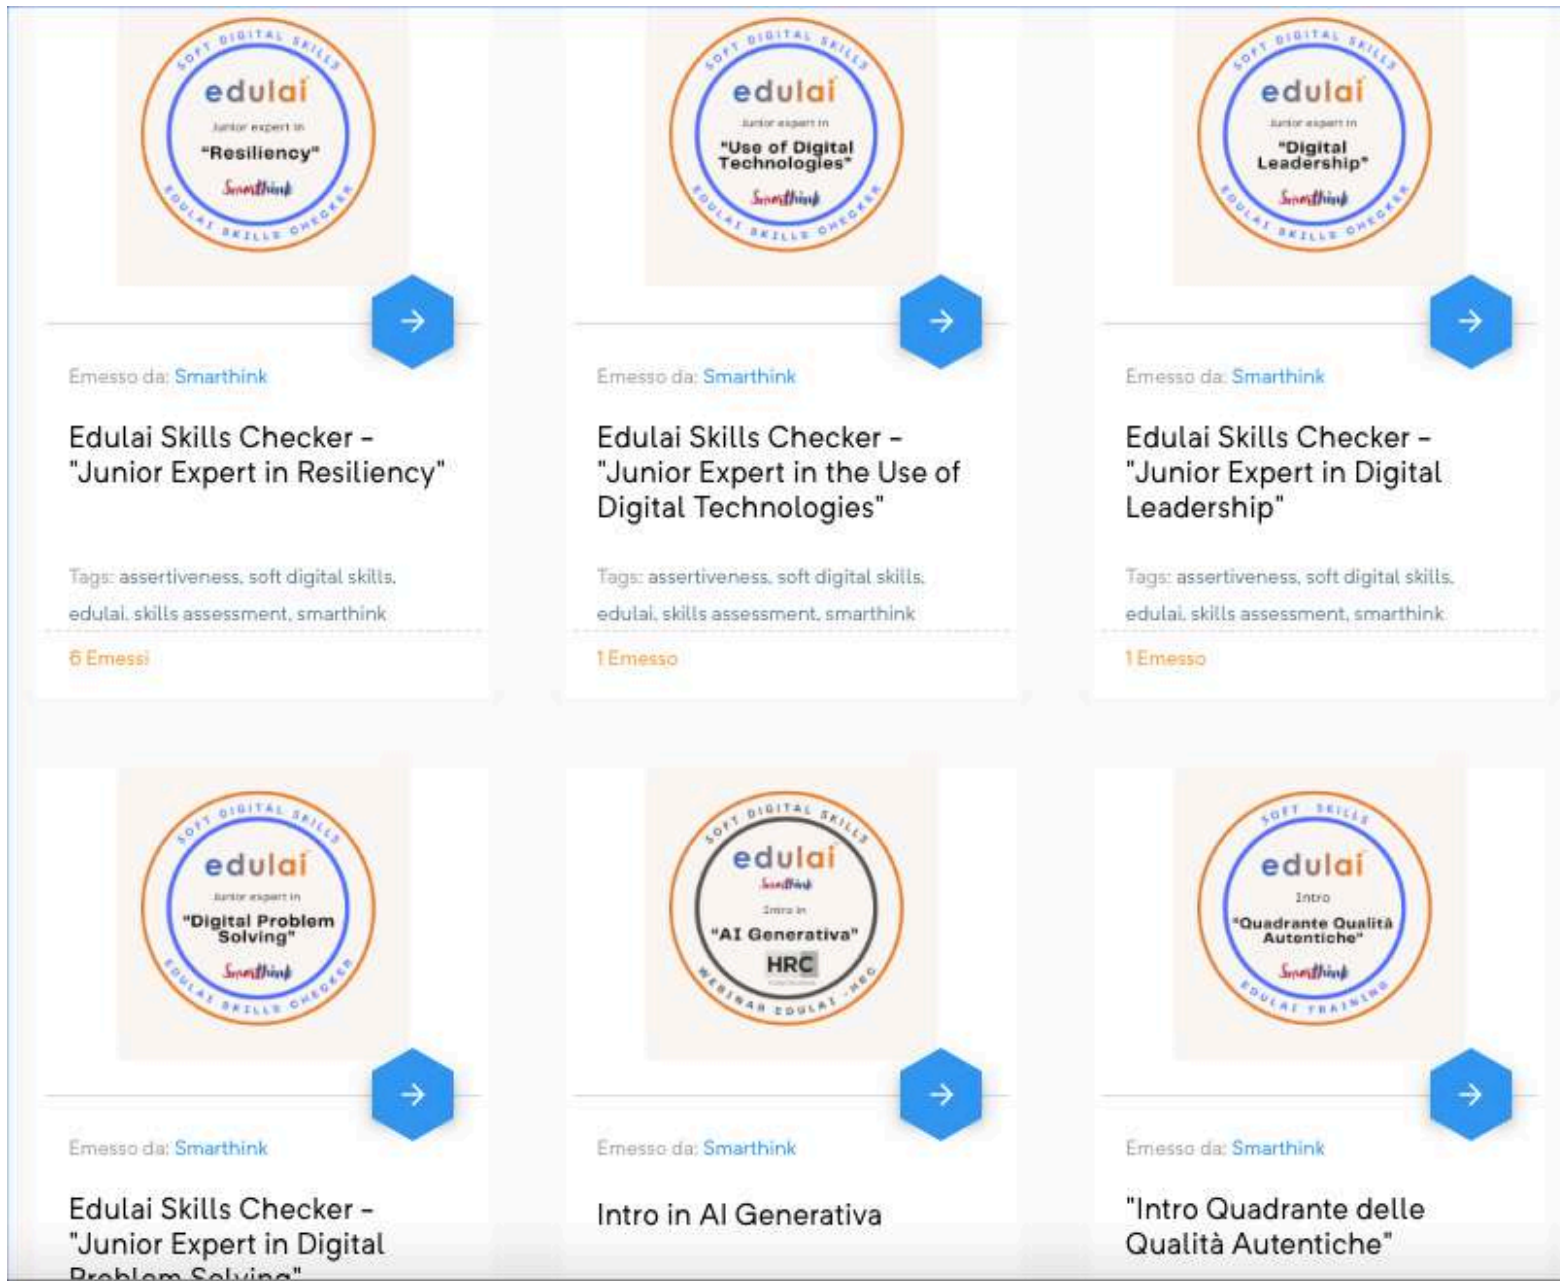 SOFT DIGITAL SKILLS
edulai
Junior expert in
"Resiliency"
Smarthink
EDULAI SKILLS CHECKER
SOFT DIGITAL SKILLS
edulai
Junior expert in
"Use of Digital
Technologies"
Smarthink
EDULAI SKILLS CHECKER
SOFT DIGITAL SKILLS
edulai
Junior expert in
"Digital
Leadership"
Smarthink
EDULAI SKILLS CHECKER
Emesso da: Smarthink
Edulai Skills Checker -
"Junior Expert in Resiliency"
Tags: assertiveness, soft digital skills,
edulai, skills assessment, smarthink
6 Emessi
Emesso da: Smarthink
Edulai Skills Checker -
"Junior Expert in the Use of
Digital Technologies"
Tags: assertiveness, soft digital skills,
edulai, skills assessment, smarthink
1 Emesso
Emesso da: Smarthink
Edulai Skills Checker -
"Junior Expert in Digital
Leadership"
Tags: assertiveness, soft digital skills,
edulai, skills assessment, smarthink
1 Emesso
SOFT DIGITAL SKILLS
edulai
Junior expert in
"Digital Problem
Solving"
Smarthink
EDULAI SKILLS CHECKER
SOFT DIGITAL SKILLS
edulai
Smarthink
Intro in
"AI Generativa"
HRC
WEBINAR EDULAI -HRC
SOFT SKILLS
edulai
Intro
"Quadrante Qualità
Autentiche"
Smarthink
EDULAI TRAINING
Emesso da: Smarthink
Edulai Skills Checker -
"Junior Expert in Digital
Problem Solving"
Emesso da: Smarthink
Intro in AI Generativa
Emesso da: Smarthink
"Intro Quadrante delle
Qualità Autentiche"